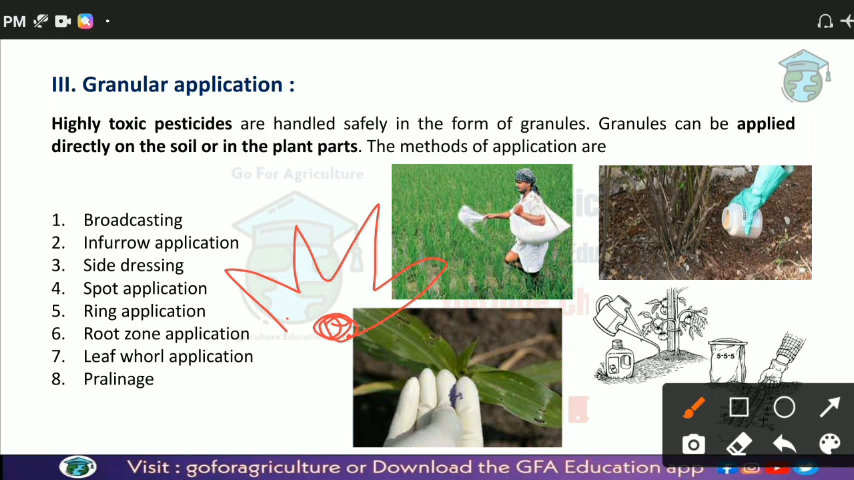 PM
III. Granular application :
Highly toxic pesticides are handled safely in the form of granules. Granules can be applied
directly on the soil or in the plant parts. The methods of application are
Go For Agriculture
1. Broadcasting
2. Infurrow application
3. Side dressing
4. Spot application
5. Ring application
6. Root zone application
7. Leaf whorl application
8. Pralinage
5-5-5
Visit : goforagriculture or Download the GFA Education app